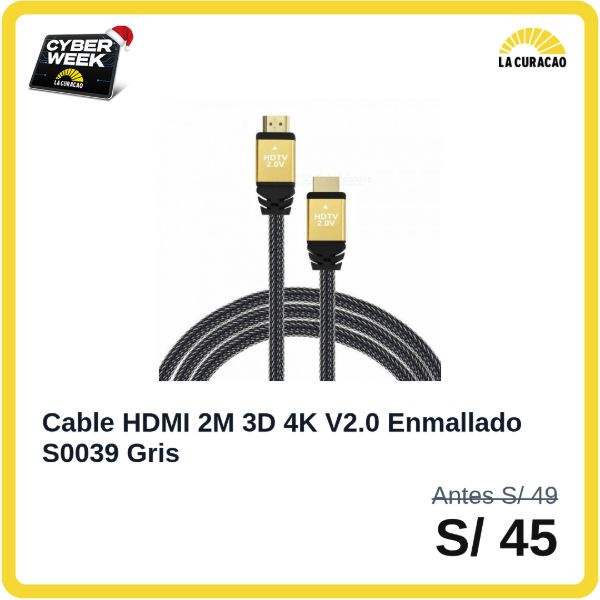 CYBER
WEEK
LA CURACAO
LA CURACAO
HDTV
2.0V
HDTV
2.0V
Cable HDMI 2M 3D 4K V2.0 Enmallado
S0039 Gris
Antes S/ 49
S/ 45